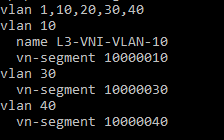 vlan 1,10,20,30,40
vlan 10
  name L3-VNI-VLAN-10
  vn-segment 10000010
vlan 30
  vn-segment 10000030
vlan 40
  vn-segment 10000040